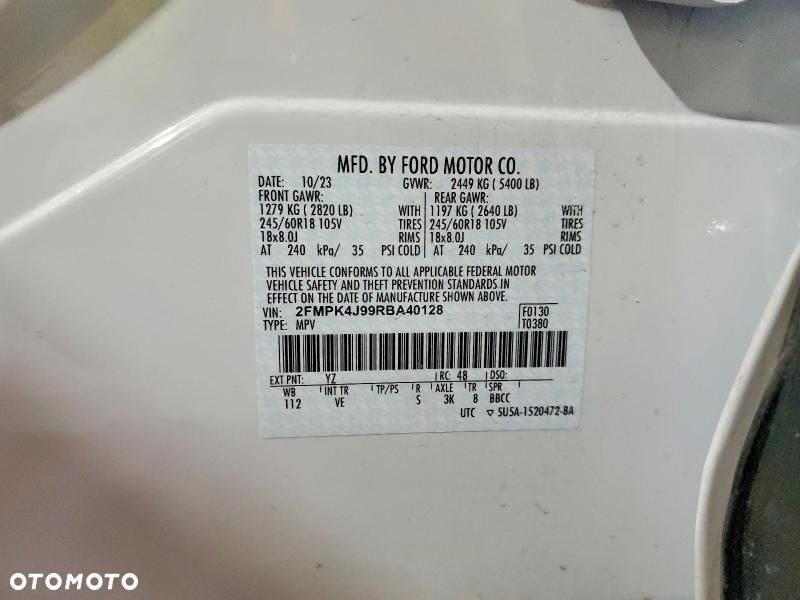 MFD. BY FORD MOTOR CO.
DATE: 10/23 GVWR: 2449 KG ( 5400 LB)
FRONT GAWR: REAR GAWR:
1279 KG ( 2820 LB) WITH 1197 KG ( 2640 LB) WITH
245/60R18 105V TIRES 245/60R18 105V TIRES
18x8.0J RIMS 18x8.0J RIMS
AT 240 kPa/ 35 PSI COLD AT 240 kPa/ 35 PSI COLD
THIS VEHICLE CONFORMS TO ALL APPLICABLE FEDERAL MOTOR
VEHICLE SAFETY AND THEFT PREVENTION STANDARDS IN
EFFECT ON THE DATE OF MANUFACTURE SHOWN ABOVE.
VIN: 2FMPK4J99RBA40128 F0130
TYPE: MPV T0380
EXT PNT: YZ RC: 48 DSO:
WB INT TR TP/PS R AXLE TR SPR
112 VE S 3K 8 BBCC
UTC ▽ SU5A-1520472-BA
OTOMOTO